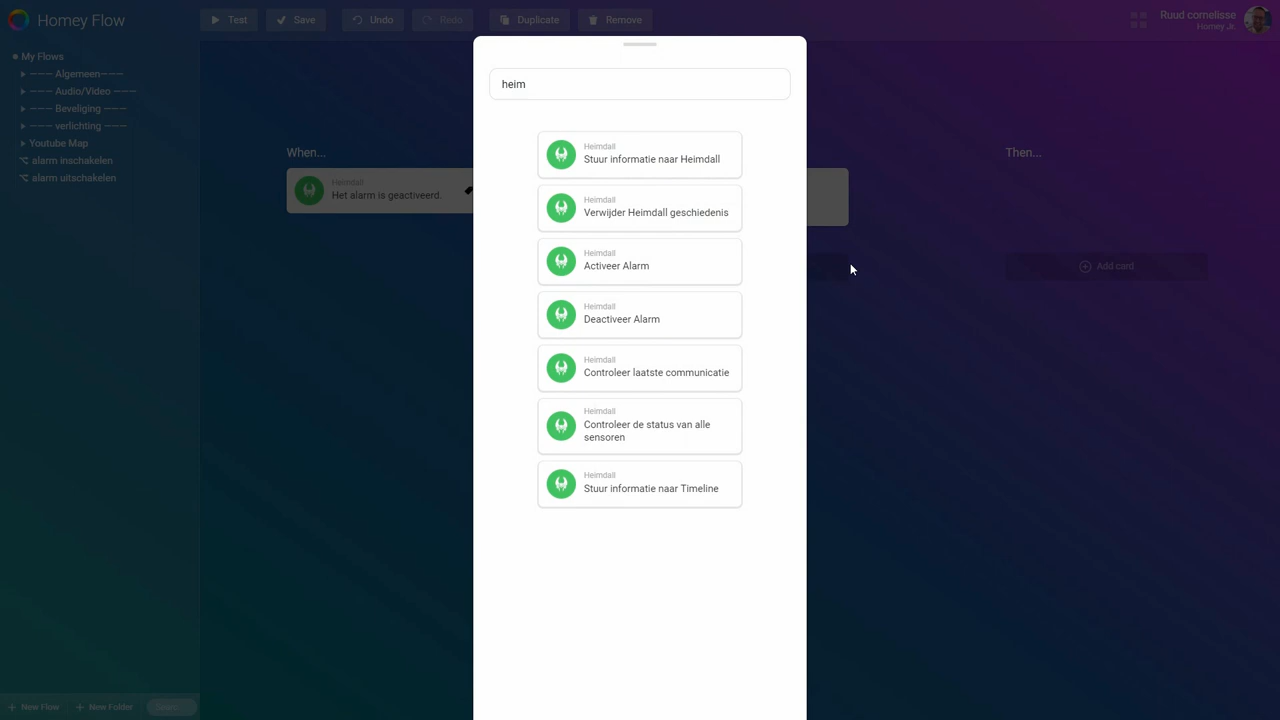 Homey Flow
Test
Save
Undo
Redo
Duplicate
Remove
Ruud cornelisse
Homey Jr.
My Flows
——— Algemeen———
——— Audio/Video ———
——— Beveliging ———
——— verlichting ———
Youtube Map
alarm inschakelen
alarm uitschakelen
When...
Heimdall
Het alarm is geactiveerd.
heim
Heimdall
Stuur informatie naar Heimdall
Heimdall
Verwijder Heimdall geschiedenis
Heimdall
Activeer Alarm
Heimdall
Deactiveer Alarm
Heimdall
Controleer laatste communicatie
Heimdall
Controleer de status van alle
sensoren
Heimdall
Stuur informatie naar Timeline
Then...
Add card
New Flow
New Folder